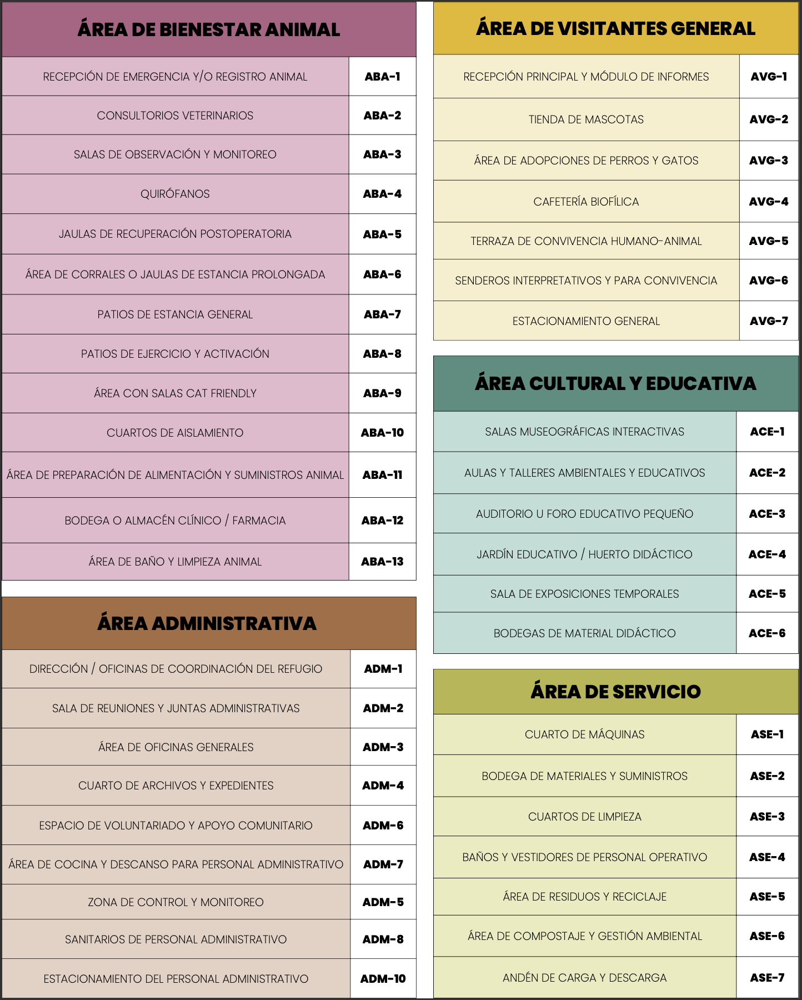 ÁREA DE BIENESTAR ANIMAL
RECEPCIÓN DE EMERGENCIA Y/O REGISTRO ANIMAL ABA-1
CONSULTORIOS VETERINARIOS ABA-2
SALAS DE OBSERVACIÓN Y MONITOREO ABA-3
QUIRÓFANOS ABA-4
JAULAS DE RECUPERACIÓN POSTOPERATORIA ABA-5
ÁREA DE CORRALES O JAULAS DE ESTANCIA PROLONGADA ABA-6
PATIOS DE ESTANCIA GENERAL ABA-7
PATIOS DE EJERCICIO Y ACTIVACIÓN ABA-8
ÁREA CON SALAS CAT FRIENDLY ABA-9
CUARTOS DE AISLAMIENTO ABA-10
ÁREA DE PREPARACIÓN DE ALIMENTACIÓN Y SUMINISTROS ANIMAL ABA-11
BODEGA O ALMACÉN CLÍNICO / FARMACIA ABA-12
ÁREA DE BAÑO Y LIMPIEZA ANIMAL ABA-13
ÁREA ADMINISTRATIVA
DIRECCIÓN / OFICINAS DE COORDINACIÓN DEL REFUGIO ADM-1
SALA DE REUNIONES Y JUNTAS ADMINISTRATIVAS ADM-2
ÁREA DE OFICINAS GENERALES ADM-3
CUARTO DE ARCHIVOS Y EXPEDIENTES ADM-4
ESPACIO DE VOLUNTARIADO Y APOYO COMUNITARIO ADM-6
ÁREA DE COCINA Y DESCANSO PARA PERSONAL ADMINISTRATIVO ADM-7
ZONA DE CONTROL Y MONITOREO ADM-5
SANITARIOS DE PERSONAL ADMINISTRATIVO ADM-8
ESTACIONAMIENTO DEL PERSONAL ADMINISTRATIVO ADM-10
ÁREA DE VISITANTES GENERAL
RECEPCIÓN PRINCIPAL Y MÓDULO DE INFORMES AVG-1
TIENDA DE MASCOTAS AVG-2
ÁREA DE ADOPCIONES DE PERROS Y GATOS AVG-3
CAFETERÍA BIOFÍLICA AVG-4
TERRAZA DE CONVIVENCIA HUMANO-ANIMAL AVG-5
SENDEROS INTERPRETATIVOS Y PARA CONVIVENCIA AVG-6
ESTACIONAMIENTO GENERAL AVG-7
ÁREA CULTURAL Y EDUCATIVA
SALAS MUSEOGRÁFICAS INTERACTIVAS ACE-1
AULAS Y TALLERES AMBIENTALES Y EDUCATIVOS ACE-2
AUDITORIO U FORO EDUCATIVO PEQUEÑO ACE-3
JARDÍN EDUCATIVO / HUERTO DIDÁCTICO ACE-4
SALA DE EXPOSICIONES TEMPORALES ACE-5
BODEGAS DE MATERIAL DIDÁCTICO ACE-6
ÁREA DE SERVICIO
CUARTO DE MÁQUINAS ASE-1
BODEGA DE MATERIALES Y SUMINISTROS ASE-2
CUARTOS DE LIMPIEZA ASE-3
BAÑOS Y VESTIDORES DE PERSONAL OPERATIVO ASE-4
ÁREA DE RESIDUOS Y RECICLAJE ASE-5
ÁREA DE COMPOSTAJE Y GESTIÓN AMBIENTAL ASE-6
ANDÉN DE CARGA Y DESCARGA ASE-7